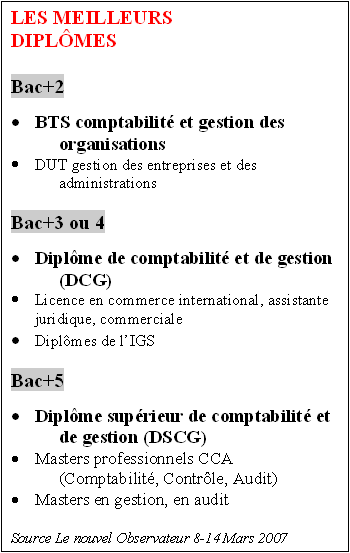 LES MEILLEURS
DIPLÔMES
Bac+2
• BTS comptabilité et gestion des
organisations
• DUT gestion des entreprises et des
administrations
Bac+3 ou 4
• Diplôme de comptabilité et de gestion
(DCG)
• Licence en commerce international, assistante
juridique, commerciale
• Diplômes de l'IGS
Bac+5
• Diplôme supérieur de comptabilité et
de gestion (DSCG)
• Masters professionnels CCA
(Comptabilité, Contrôle, Audit)
• Masters en gestion, en audit
Source Le nouvel Observateur 8-14 Mars 2007